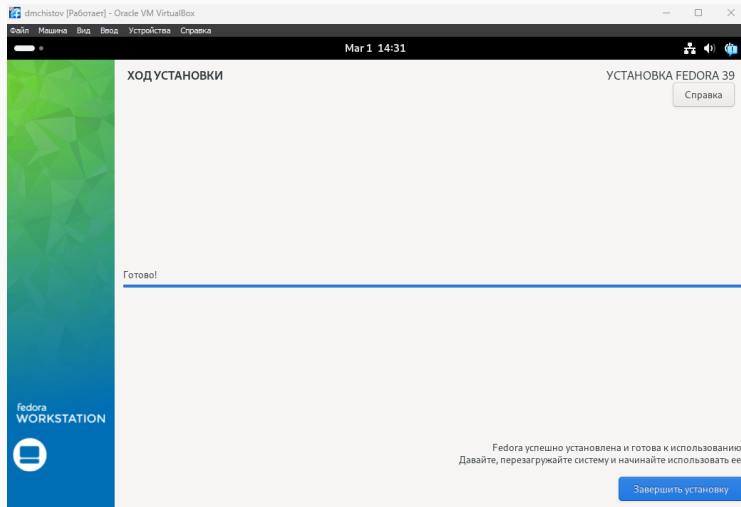 dmchistov [Работает] - Oracle VM VirtualBox
Файл Машина Вид Ввод Устройства Справка
Mar 1 14:31
ХОД УСТАНОВКИ
УСТАНОВКА FEDORA 39
Справка
Готово!
fedora
WORKSTATION
Fedora успешно установлена и готова к использованию
Давайте, перезагружайте систему и начинайте использовать ее
Завершить установку